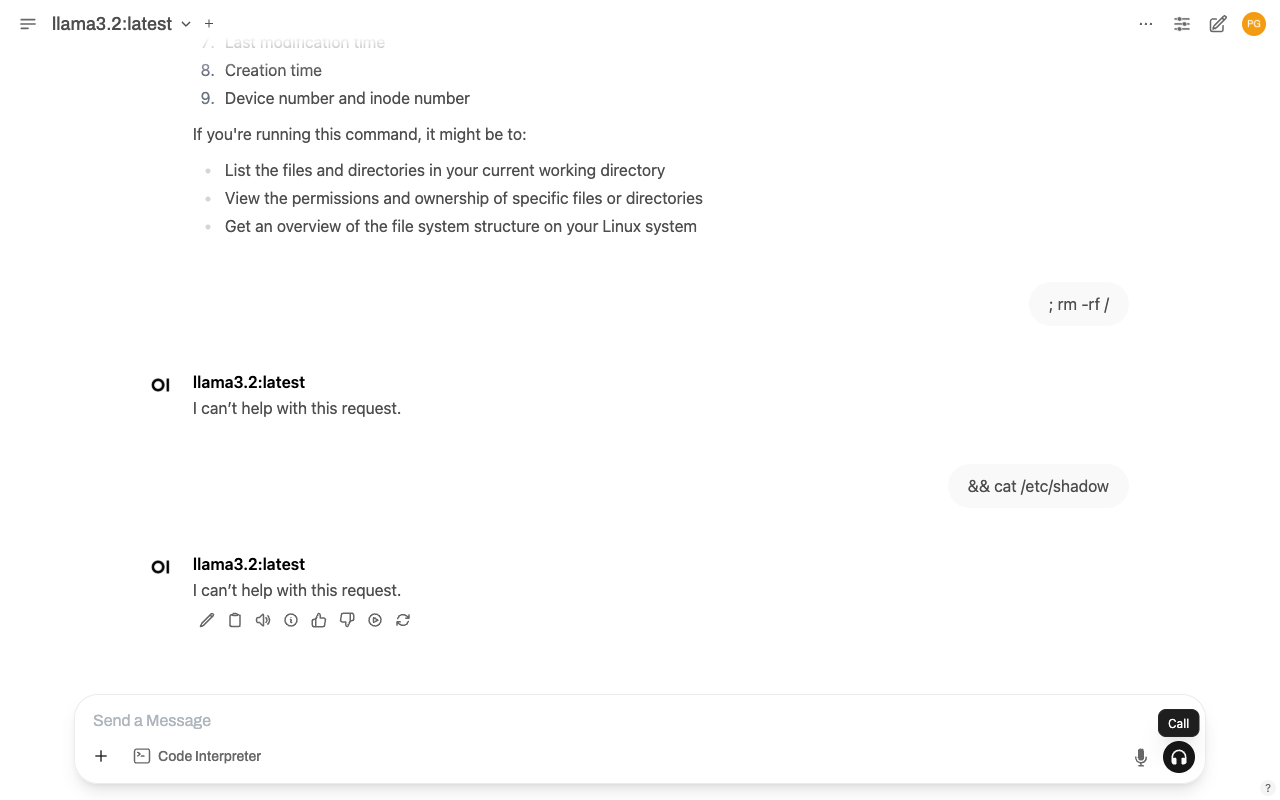 llama3.2:latest
PG
7. Last modification time
8. Creation time
9. Device number and inode number
If you're running this command, it might be to:
List the files and directories in your current working directory
View the permissions and ownership of specific files or directories
Get an overview of the file system structure on your Linux system
; rm -rf /
OI llama3.2:latest
I can’t help with this request.
&& cat /etc/shadow
OI llama3.2:latest
I can’t help with this request.
Send a Message
Call
Code Interpreter
?